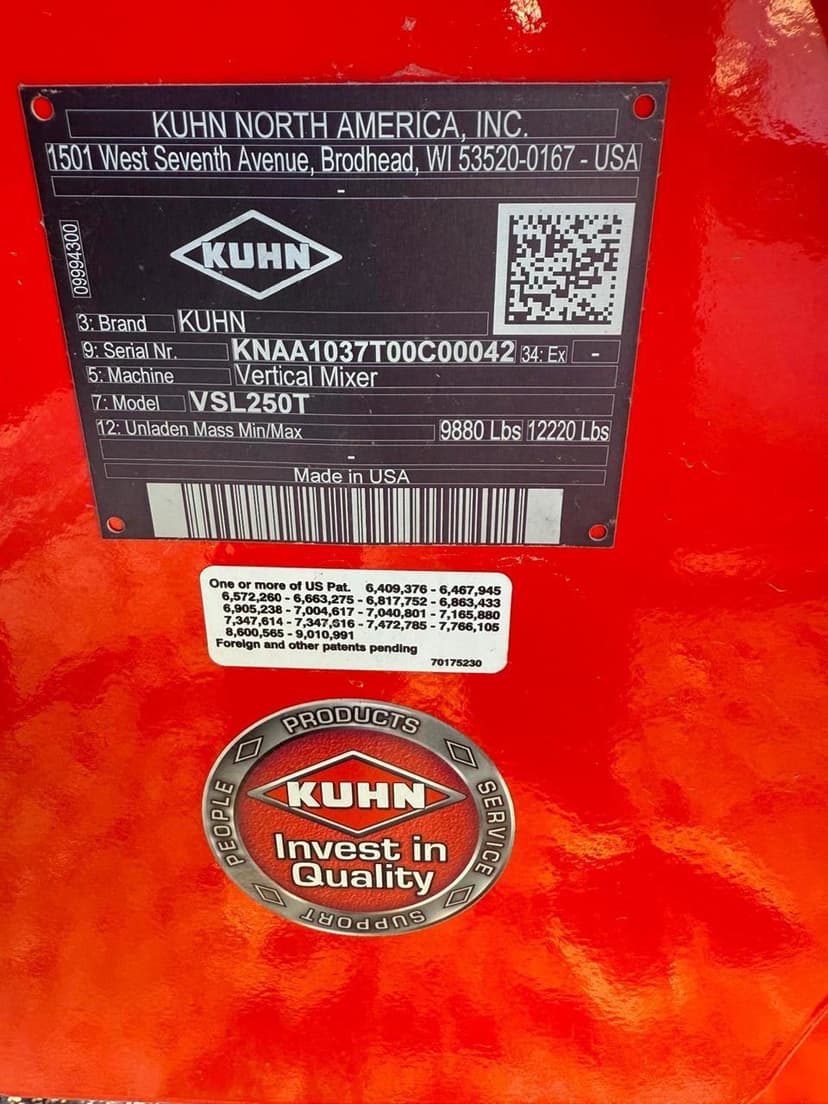 KUHN NORTH AMERICA, INC.
1501 West Seventh Avenue, Brodhead, WI 53520-0167 - USA
-
09994300
KUHN
3: Brand KUHN
9: Serial Nr. KNAA1037T00C00042 34: Ex -
5: Machine Vertical Mixer
7: Model VSL250T
12: Unladen Mass Min/Max 9880 Lbs 12220 Lbs
-
Made in USA
One or more of US Pat. 6,409,376 - 6,467,945
6,572,260 - 6,663,275 - 6,817,752 - 6,863,433
6,905,238 - 7,004,617 - 7,040,801 - 7,165,880
7,347,614 - 7,347,616 - 7,472,785 - 7,766,105
8,600,565 - 9,010,991
Foreign and other patents pending
70175230
PRODUCTS
PEOPLE
SERVICE
KUHN
Invest in
Quality
SUPPORT